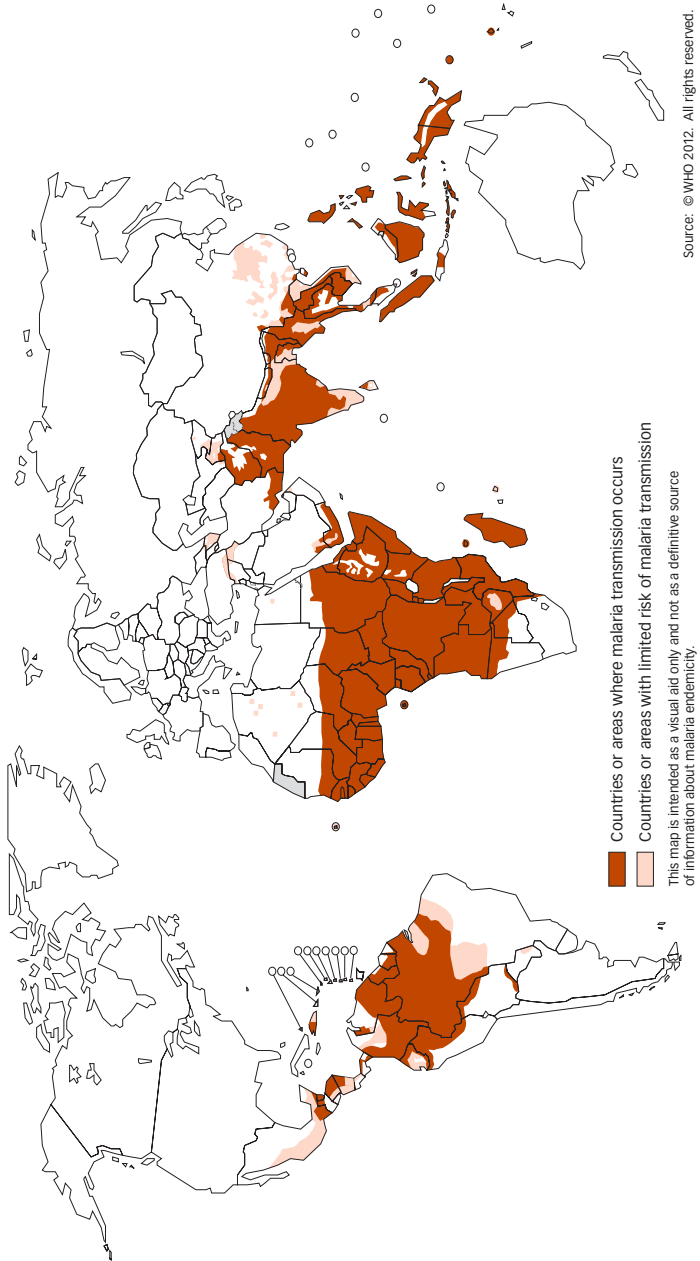 Countries or areas where malaria transmission occurs
Countries or areas with limited risk of malaria transmission
This map is intended as a visual aid only and not as a definitive source
of information about malaria endemicity.
Source: © WHO 2012. All rights reserved.